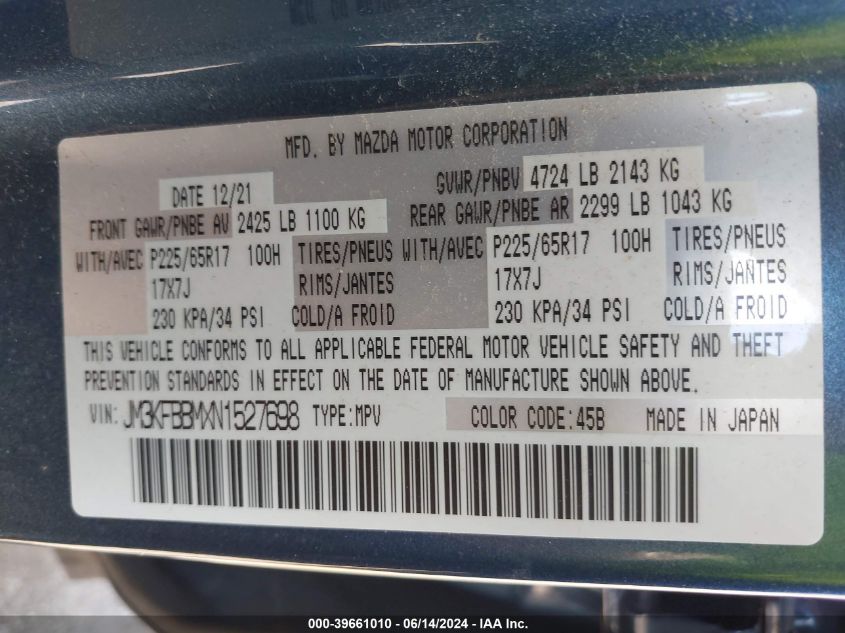 MFD. BY MAZDA MOTOR CORPORATION
DATE 12/21 GVWR/PNBV 4724 LB 2143 KG
FRONT GAWR/PNBE AV 2425 LB 1100 KG REAR GAWR/PNBE AR 2299 LB 1043 KG
WITH/AVEC P225/65R17 100H TIRES/PNEUS WITH/AVEC P225/65R17 100H TIRES/PNEUS
17X7J RIMS/JANTES 17X7J RIMS/JANTES
230 KPA/34 PSI COLD/A FROID 230 KPA/34 PSI COLD/A FROID
THIS VEHICLE CONFORMS TO ALL APPLICABLE FEDERAL MOTOR VEHICLE SAFETY AND THEFT
PREVENTION STANDARDS IN EFFECT ON THE DATE OF MANUFACTURE SHOWN ABOVE.
VIN: JM3KFBBMXN1527698 TYPE:MPV COLOR CODE:45B MADE IN JAPAN
000-39661010 - 06/14/2024 - IAA Inc.